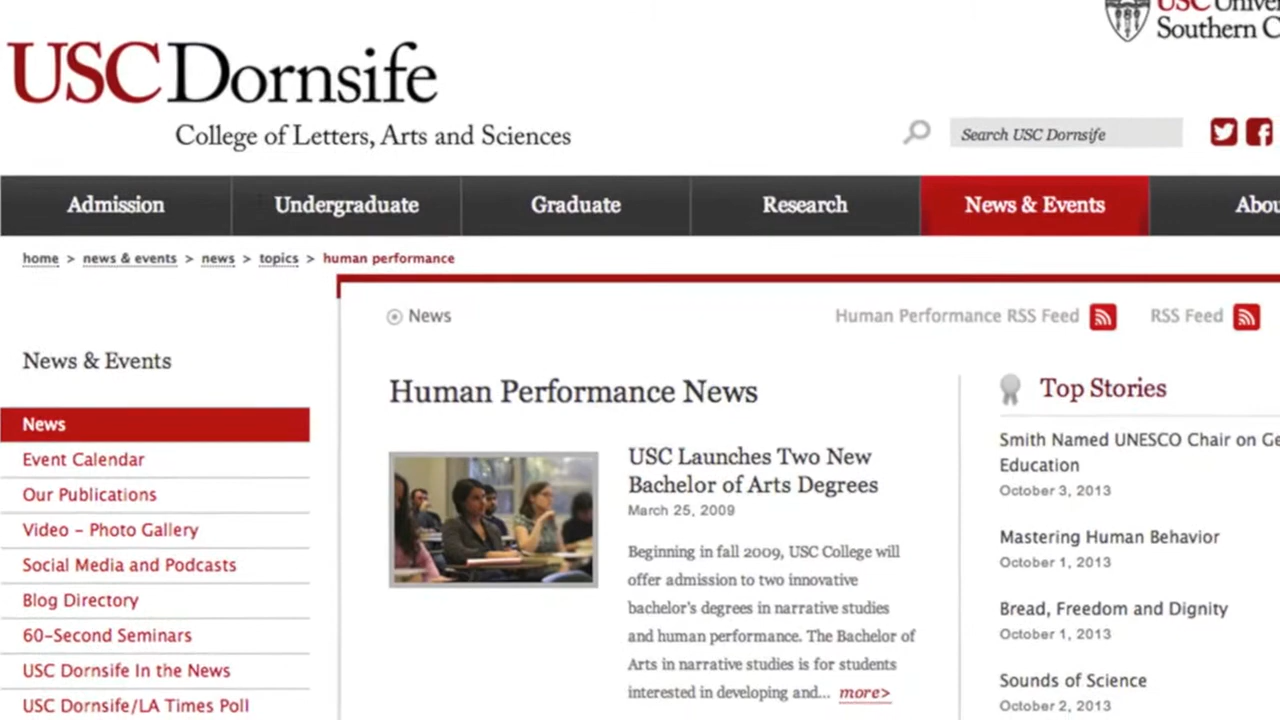 USC Univer
Southern C
USC Dornsife
College of Letters, Arts and Sciences
Search USC Dornsife
Admission
Undergraduate
Graduate
Research
News & Events
Abou
home > news & events > news > topics > human performance
News
Human Performance RSS Feed
RSS Feed
News & Events
News
Event Calendar
Our Publications
Video – Photo Gallery
Social Media and Podcasts
Blog Directory
60–Second Seminars
USC Dornsife In the News
USC Dornsife/LA Times Poll
Human Performance News
USC Launches Two New
Bachelor of Arts Degrees
March 25, 2009
Beginning in fall 2009, USC College will
offer admission to two innovative
bachelor's degrees in narrative studies
and human performance. The Bachelor of
Arts in narrative studies is for students
interested in developing and... more>
Top Stories
Smith Named UNESCO Chair on Ge
Education
October 3, 2013
Mastering Human Behavior
October 1, 2013
Bread, Freedom and Dignity
October 1, 2013
Sounds of Science
October 2, 2013